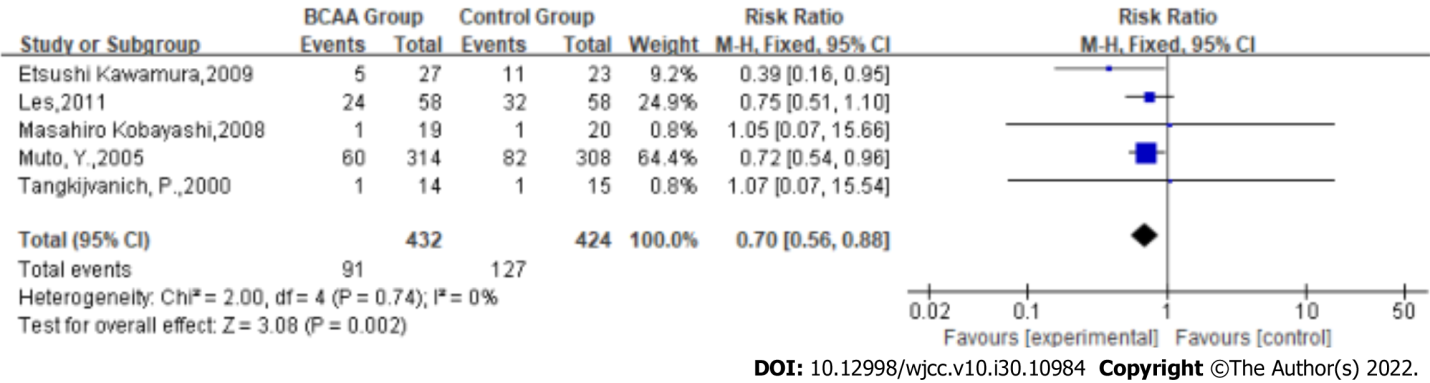 BCAA Group Control Group Risk Ratio Risk Ratio
Study or Subgroup Events Total Events Total Weight M-H, Fixed, 95% CI M-H, Fixed, 95% CI
Etsushi Kawamura,2009 5 27 11 23 9.2% 0.39 [0.16, 0.95]
Les,2011 24 58 32 58 24.9% 0.75 [0.51, 1.10]
Masahiro Kobayashi,2008 1 19 1 20 0.8% 1.05 [0.07, 15.66]
Muto, Y.,2005 60 314 82 308 64.4% 0.72 [0.54, 0.96]
Tangkijvanich, P.,2000 1 14 1 15 0.8% 1.07 [0.07, 15.54]
Total (95% CI) 432 424 100.0% 0.70 [0.56, 0.88]
Total events 91 127
Heterogeneity: Chi² = 2.00, df = 4 (P = 0.74); I² = 0%
Test for overall effect: Z = 3.08 (P = 0.002)
0.02 0.1 1 10 50
Favours [experimental] Favours [control]
DOI: 10.12998/wjcc.v10.i30.10984 Copyright ©The Author(s) 2022.